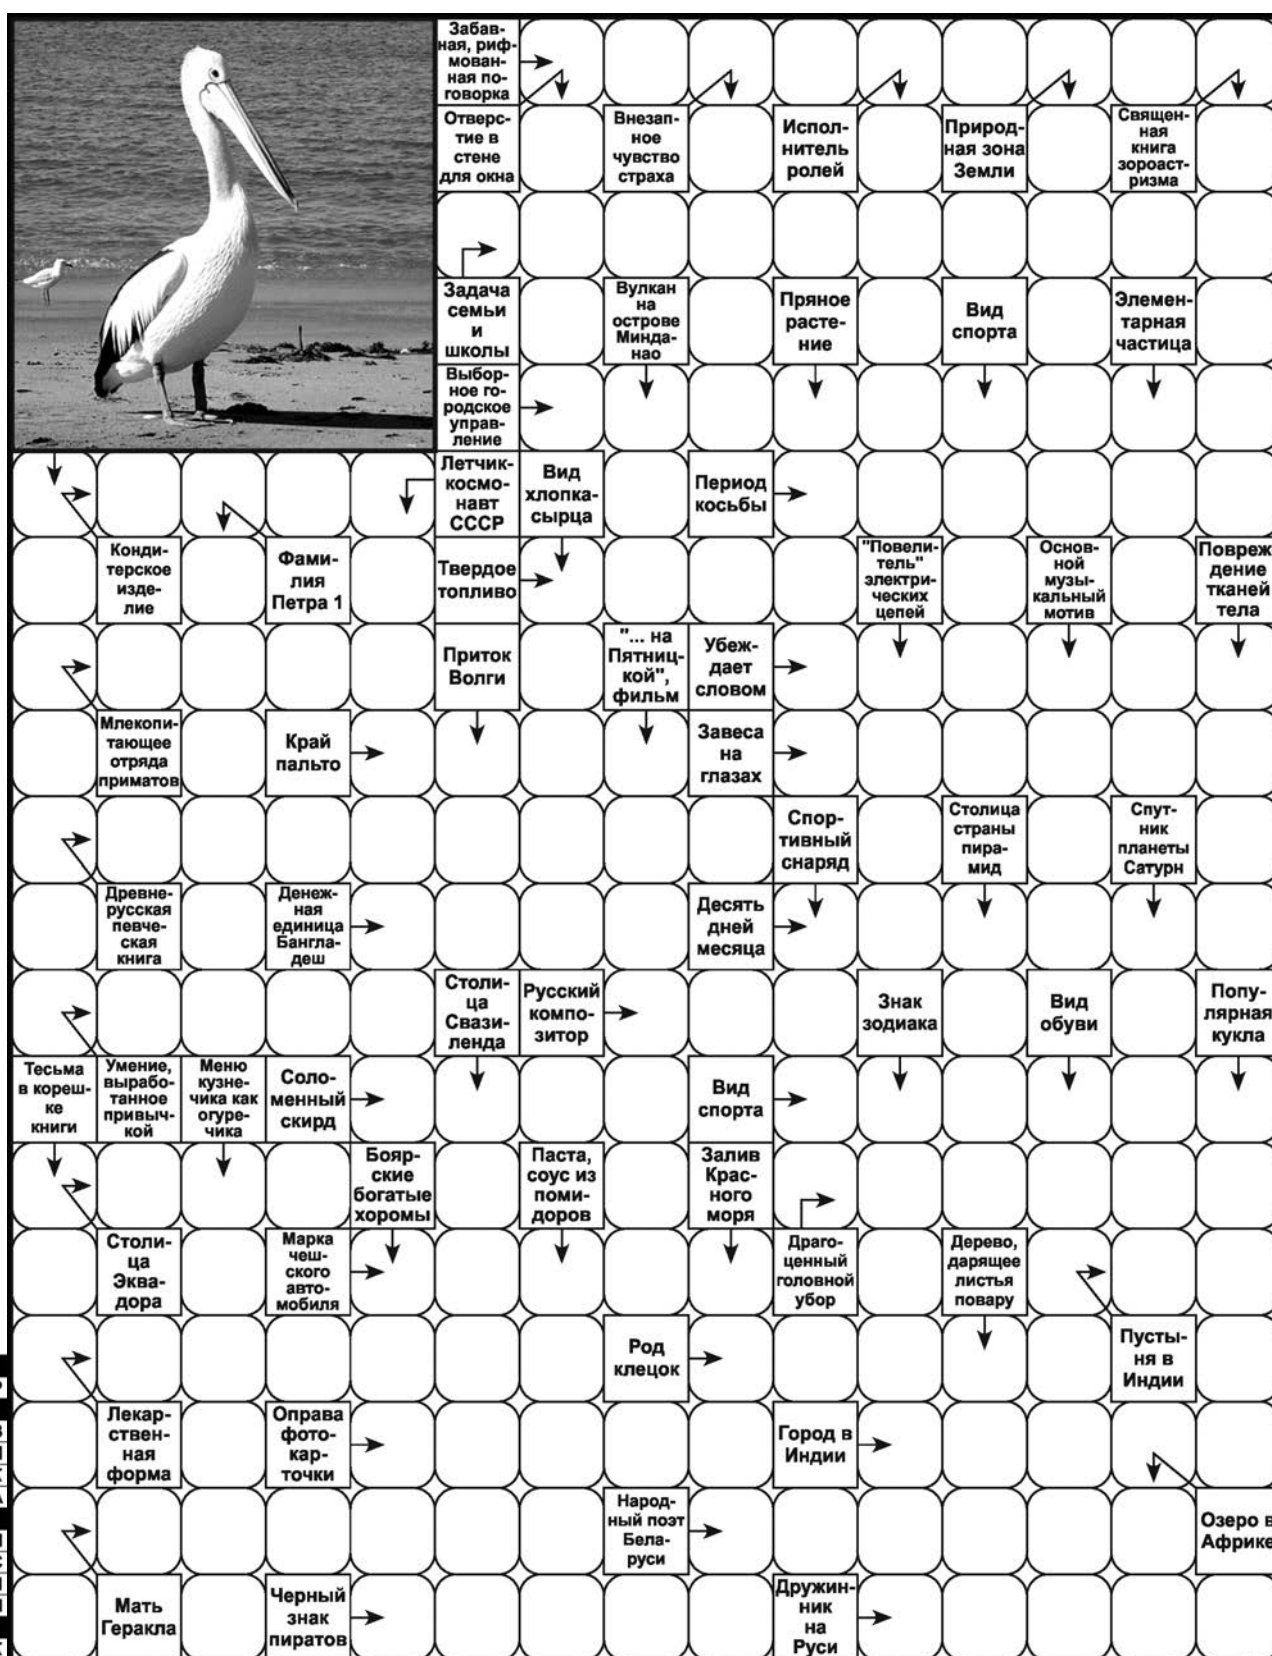 Забав-
ная, риф-
мован-
ная по-
говорка
Отверс-
тие в
стене
для окна
Внезап-
ное
чувство
страха
Испол-
нитель
ролей
Природ-
ная зона
Земли
Священ-
ная
книга
зороаст-
ризма
Задача
семьи
и
школы
Вулкан
на
острове
Минда-
нао
Пряное
расте-
ние
Вид
спорта
Элемен-
тарная
частица
Выбор-
ное го-
родское
управ-
ление
Летчик-
космо-
навт
СССР
Вид
хлопка-
сырца
Период
косьбы
Конди-
терское
изде-
лие
Фами-
лия
Петра 1
Твердое
топливо
"Повели-
тель"
электри-
ческих
цепей
Основ-
ной
музы-
кальный
мотив
Повреж
дение
тканей
тела
Приток
Волги
"... на
Пятниц-
кой",
фильм
Убеж-
дает
словом
Млекопи-
тающее
отряда
приматов
Край
пальто
Завеса
на
глазах
Спор-
тивный
снаряд
Столица
страны
пира-
мид
Спут-
ник
планеты
Сатурн
Древне-
русская
певче-
ская
книга
Денеж-
ная
единица
Бангла-
деш
Десять
дней
месяца
Столи-
ца
Свази-
ленда
Русский
компо-
зитор
Знак
зодиака
Вид
обуви
Попу-
лярная
кукла
Тесьма
в кореш-
ке
книги
Умение,
вырабо-
танное
привыч-
кой
Меню
кузне-
чика как
огуре-
чика
Соло-
менный
скирд
Вид
спорта
Бояр-
ские
богатые
хоромы
Паста,
соус из
поми-
доров
Залив
Крас-
ного
моря
Столи-
ца
Эква-
дора
Марка
чеш-
ского
авто-
мобиля
Драго-
ценный
головной
убор
Дерево,
дарящее
листья
повару
Род
клецок
Пусты-
ня в
Индии
Лекар-
ствен-
ная
форма
Оправа
фото-
кар-
точки
Город в
Индии
Народ-
ный поэт
Бела-
руси
Озеро в
Африке
Мать
Геракла
Черный
знак
пиратов
Дружин-
ник
на
Руси